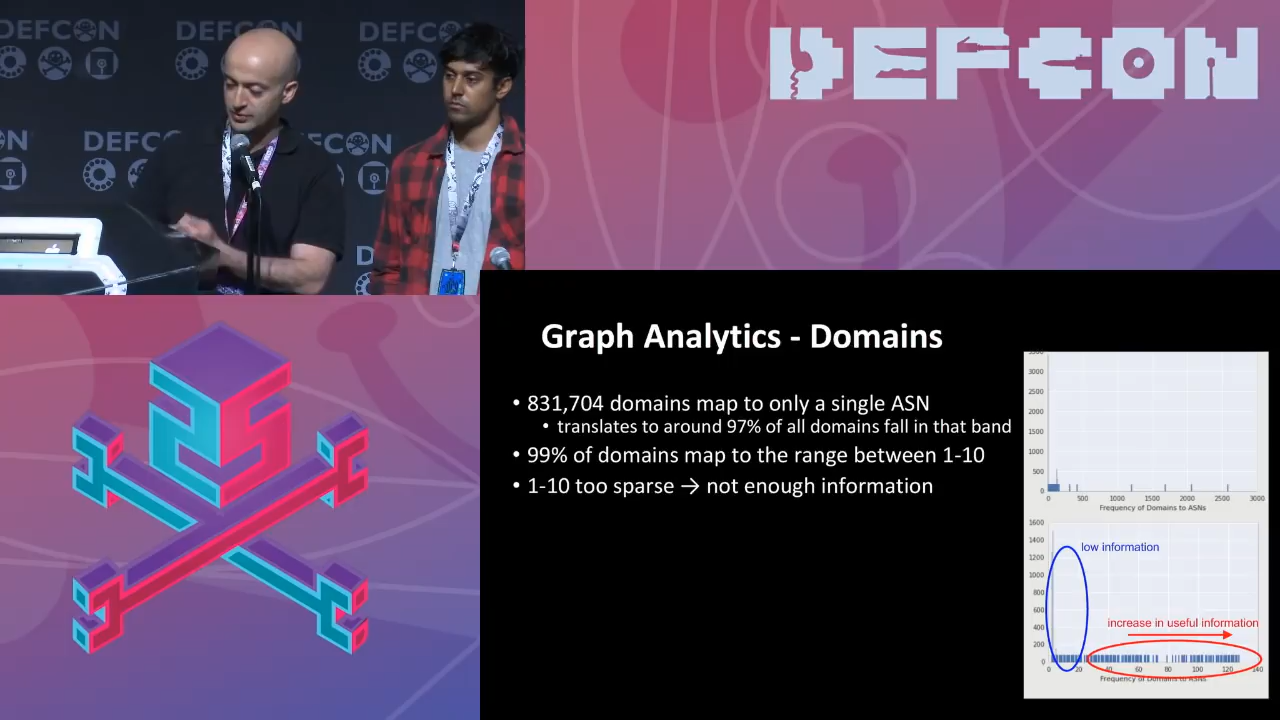 DEFCON
DEFCON
DEFCON
DEFCON
Graph Analytics - Domains
• 831,704 domains map to only a single ASN
• translates to around 97% of all domains fall in that band
• 99% of domains map to the range between 1-10
• 1-10 too sparse → not enough information
3500
3000
2500
2000
1500
1000
500
0
0 500 1000 1500 2000 2500 3000
Frequency of Domains to ASNs
1600
1400
1200
1000
800
600
400
200
0
low information
increase in useful information
0 20 40 60 80 100 120 140
Frequency of Domains to ASNs